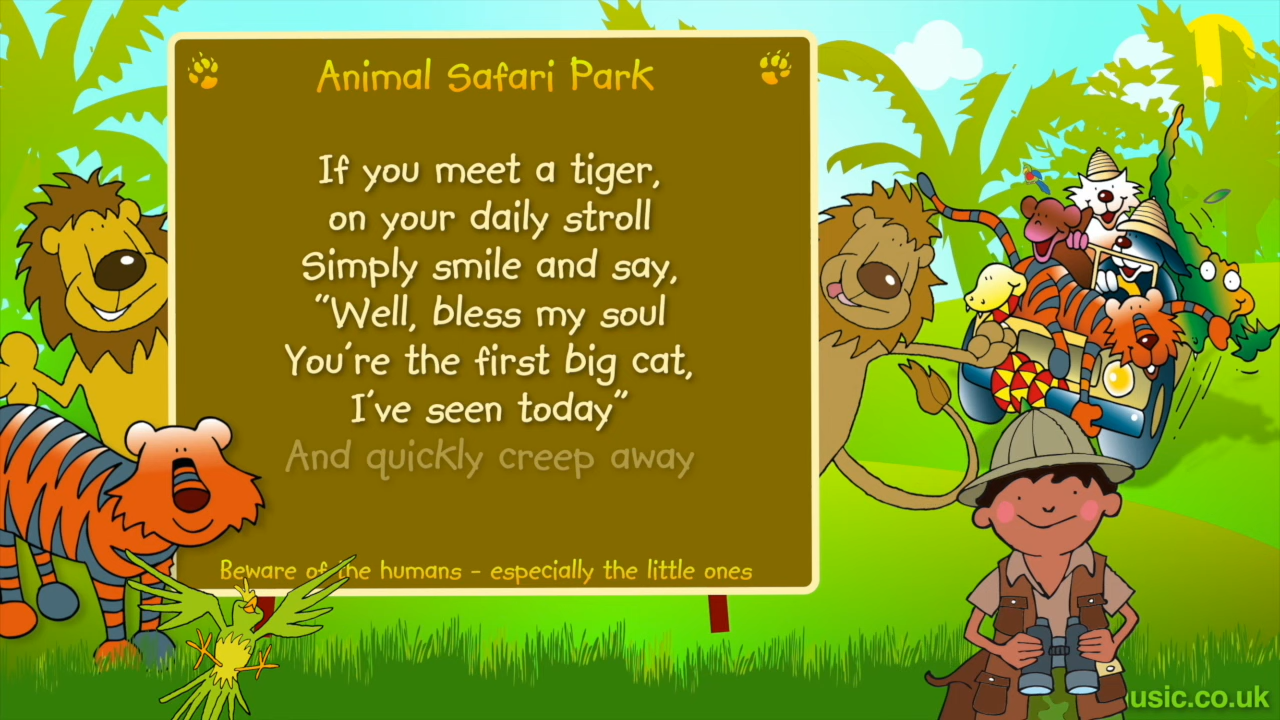 Animal Safari Park
If you meet a tiger,
on your daily stroll
Simply smile and say,
“Well, bless my soul
You're the first big cat,
I've seen today”
And quickly creep away
Beware of the humans - especially the little ones
usic.co.uk